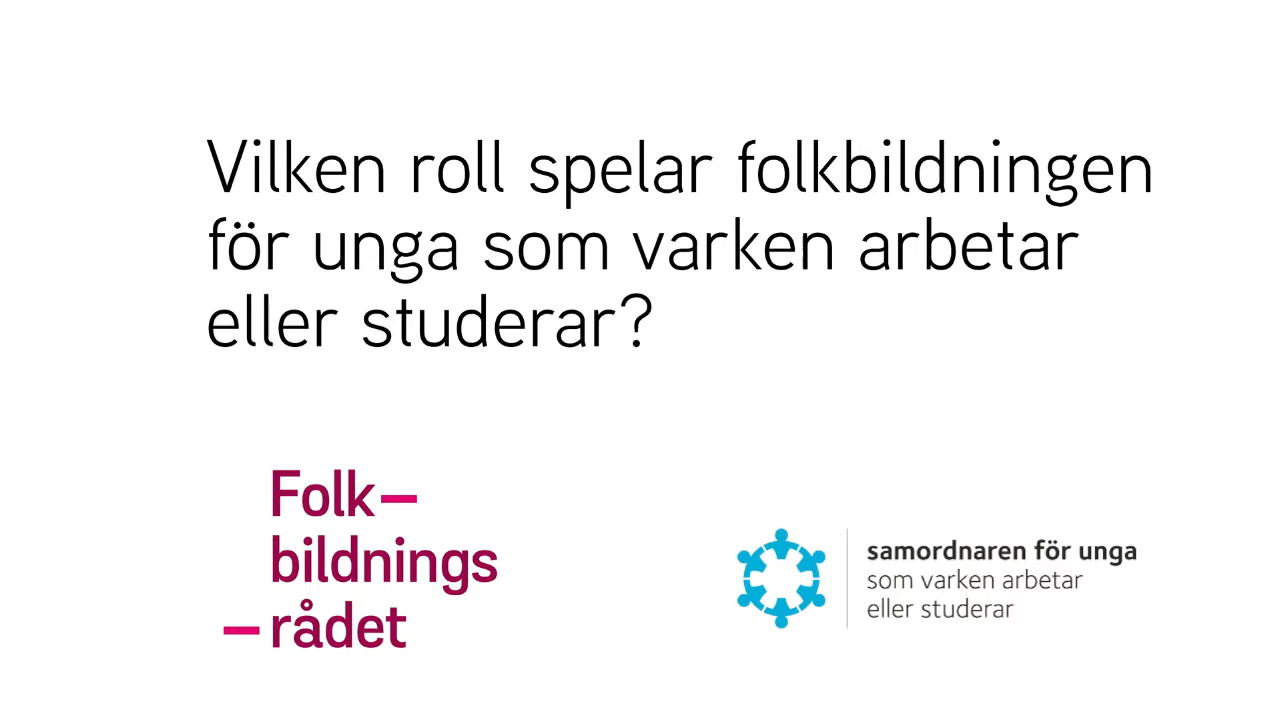 Vilken roll spelar folkbildningen
för unga som varken arbetar
eller studerar?
Folk–
bildnings
–rådet
samordnaren för unga
som varken arbetar
eller studerar